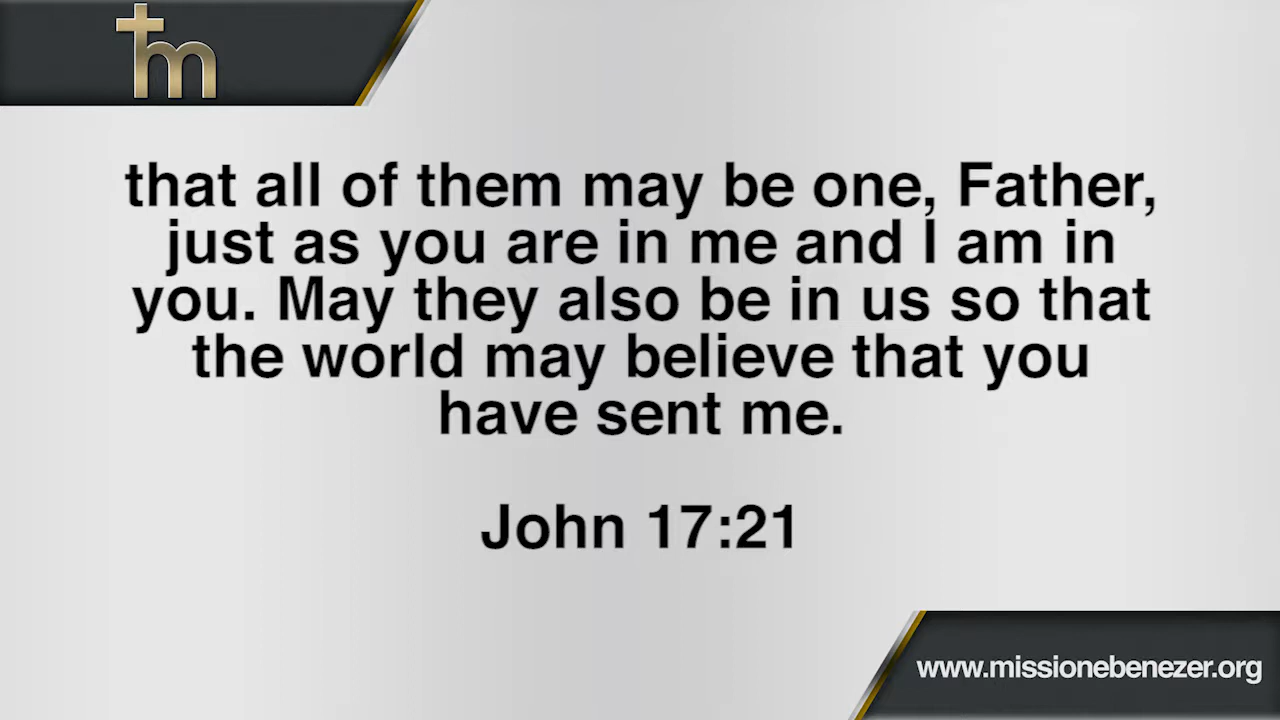 m
that all of them may be one, Father,
just as you are in me and I am in
you. May they also be in us so that
the world may believe that you
have sent me.
John 17:21
www.missionebenezer.org